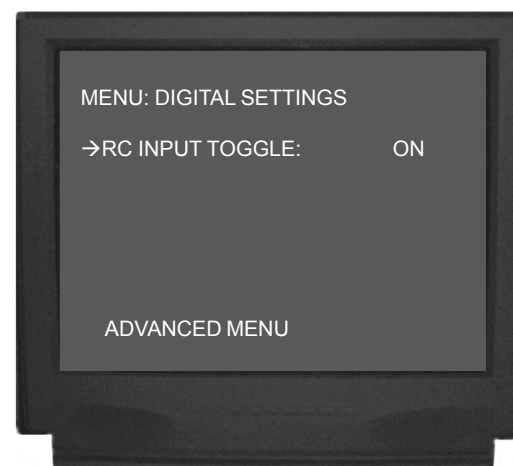 MENU: DIGITAL SETTINGS
→RC INPUT TOGGLE: ON
ADVANCED MENU